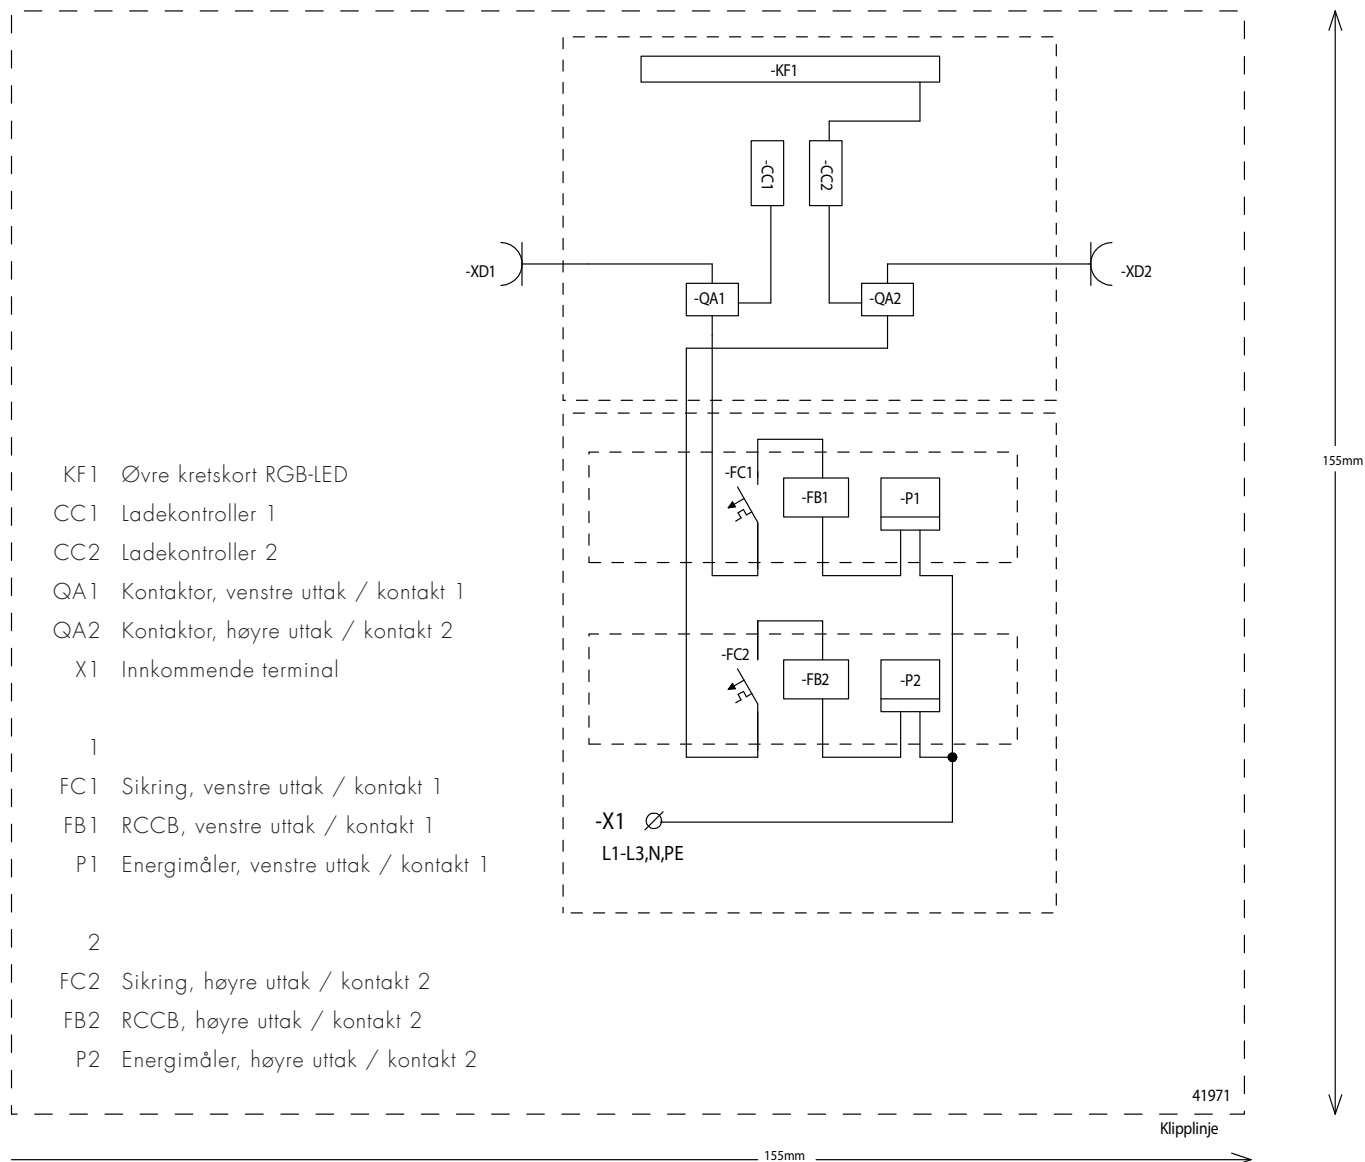 -KF1
-CC1
-CC2
-XD1
-QA1
-QA2
-XD2
-FC1
-FB1
-P1
-FC2
-FB2
-P2
-X1
L1-L3,N,PE
KF1 Øvre kretskort RGB-LED
CC1 Ladekontroller 1
CC2 Ladekontroller 2
QA1 Kontaktor, venstre uttak / kontakt 1
QA2 Kontaktor, høyre uttak / kontakt 2
X1 Innkommende terminal
1
FC1 Sikring, venstre uttak / kontakt 1
FB1 RCCB, venstre uttak / kontakt 1
P1 Energimåler, venstre uttak / kontakt 1
2
FC2 Sikring, høyre uttak / kontakt 2
FB2 RCCB, høyre uttak / kontakt 2
P2 Energimåler, høyre uttak / kontakt 2
155mm
41971
Klipplinje
155mm